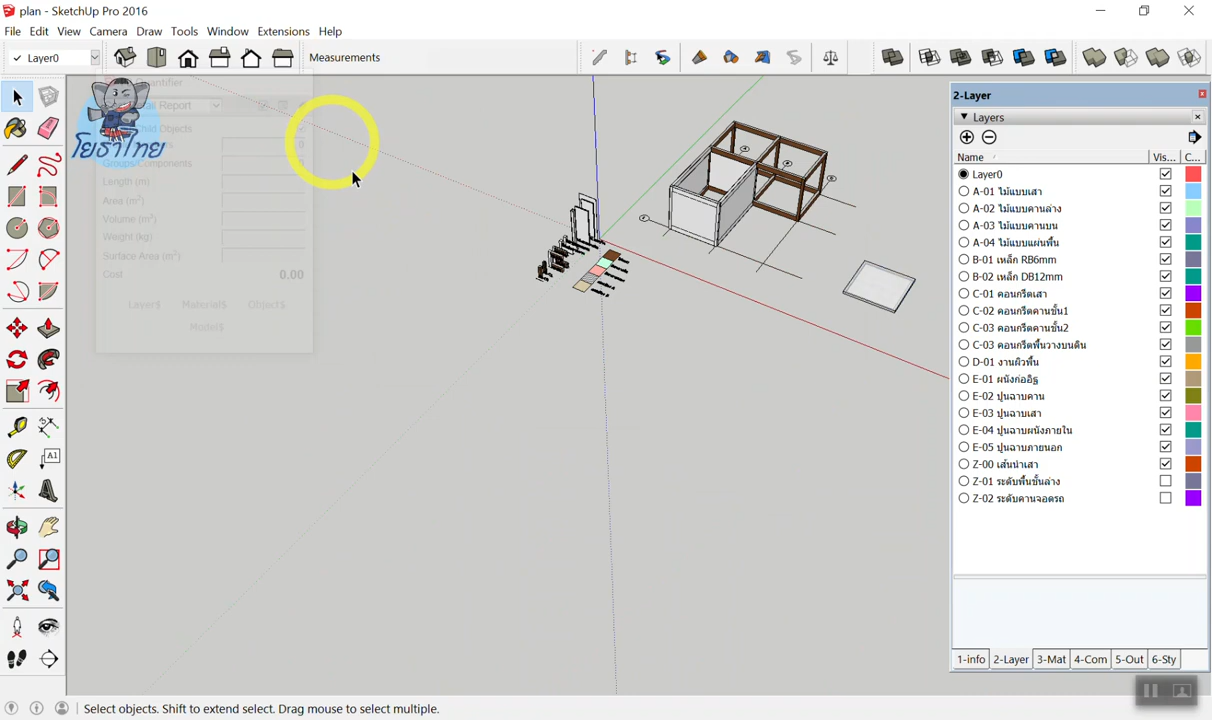 plan - SketchUp Pro 2016
File Edit View Camera Draw Tools Window Extensions Help
Layer0
Measurements
Quantifier
ail Report
Child Objects
Groups/Components
Length (m)
Area (m²)
Volume (m³)
Weight (kg)
Surface Area (m²)
Cost 0.00
Layer$ Material$ Object$
Model$
โยธาไทย
A1
2-Layer
Layers
Name Vis... C...
Layer0
A-01 ไม้แบบเสา
A-02 ไม้แบบคานล่าง
A-03 ไม้แบบคานบน
A-04 ไม้แบบแผ่นพื้น
B-01 เหล็ก RB6mm
B-02 เหล็ก DB12mm
C-01 คอนกรีตเสา
C-02 คอนกรีตคานชั้น1
C-03 คอนกรีตคานชั้น2
C-03 คอนกรีตพื้นวางบนดิน
D-01 งานผิวพื้น
E-01 ผนังก่ออิฐ
E-02 ปูนฉาบคาน
E-03 ปูนฉาบเสา
E-04 ปูนฉาบผนังภายใน
E-05 ปูนฉาบภายนอก
Z-00 เส้นนำเสา
Z-01 ระดับพื้นชั้นล่าง
Z-02 ระดับคานจอดรถ
1-info 2-Layer 3-Mat 4-Com 5-Out 6-Sty
Select objects. Shift to extend select. Drag mouse to select multiple.